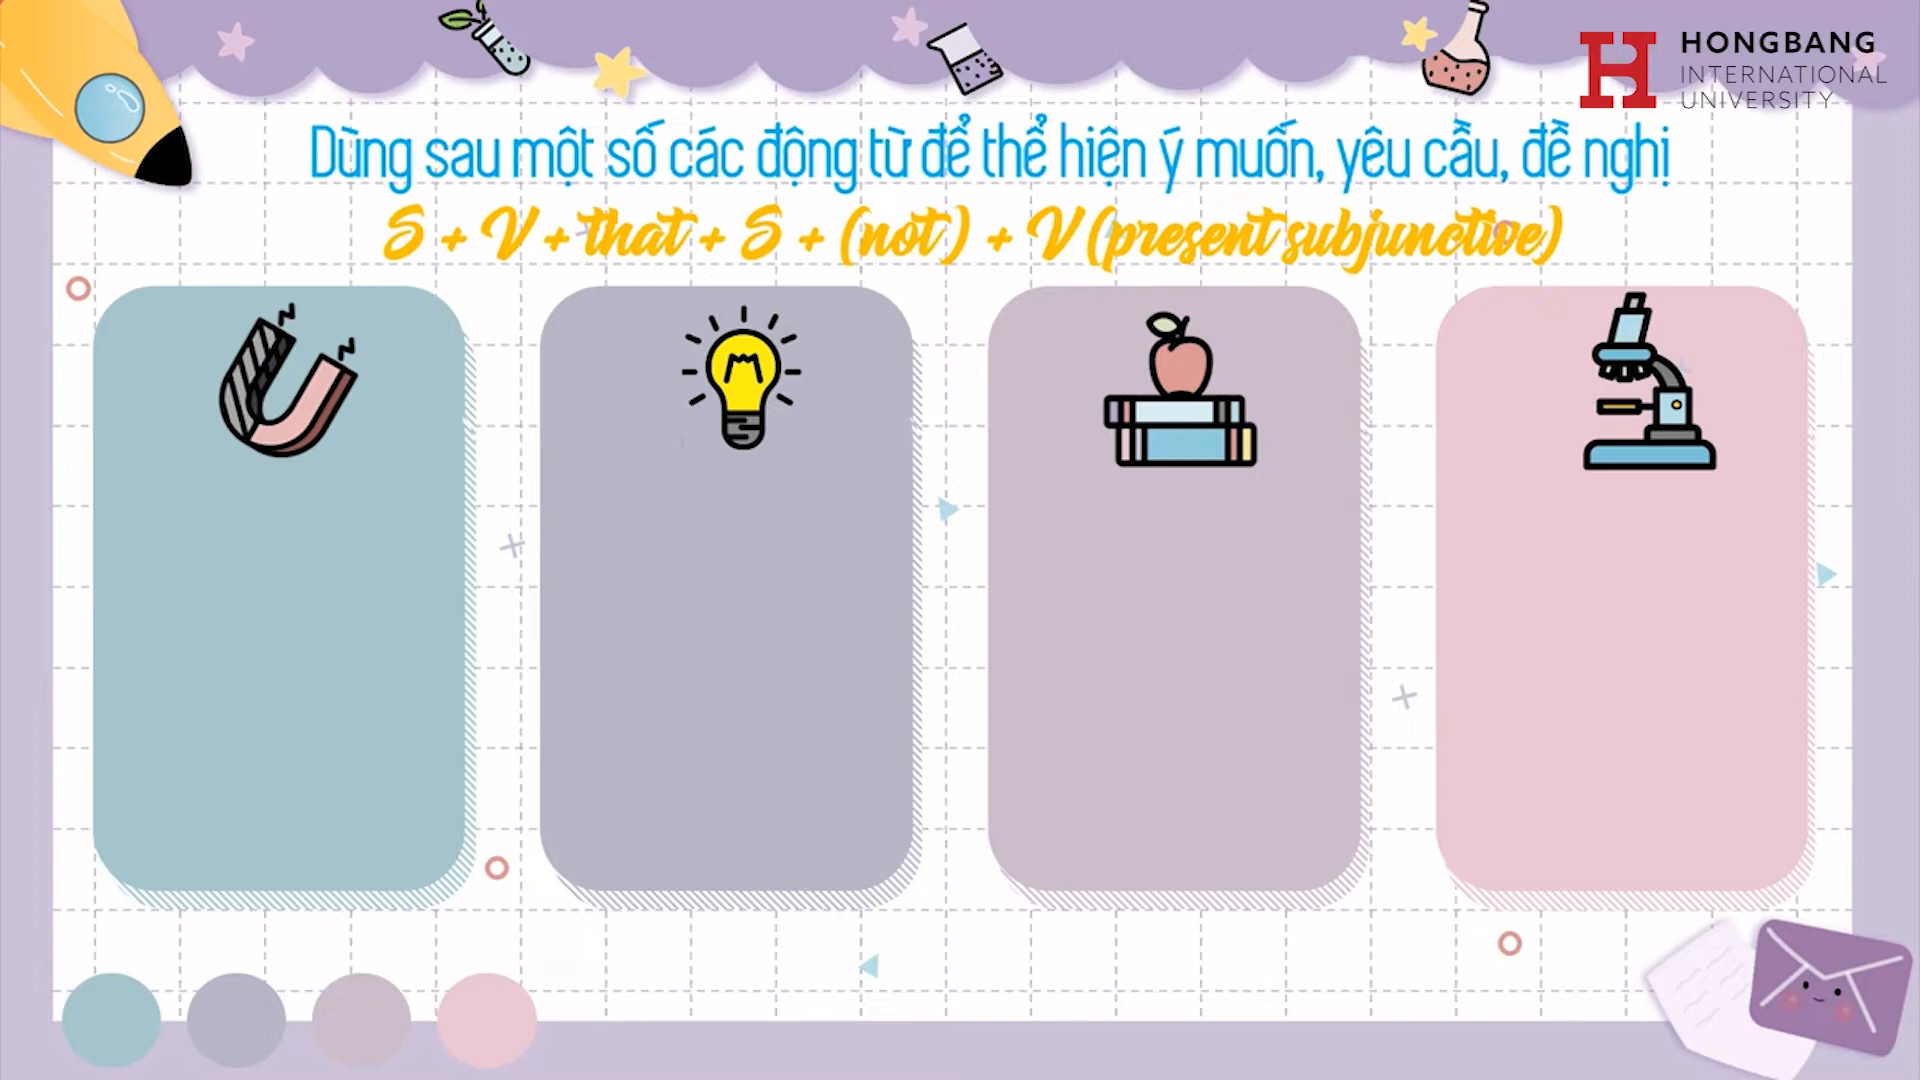 HONGBANG
INTERNATIONAL
UNIVERSITY
Dùng sau một số các động từ để thể hiện ý muốn, yêu cầu, đề nghị
S + V + that + S + (not) + V (present subjunctive)